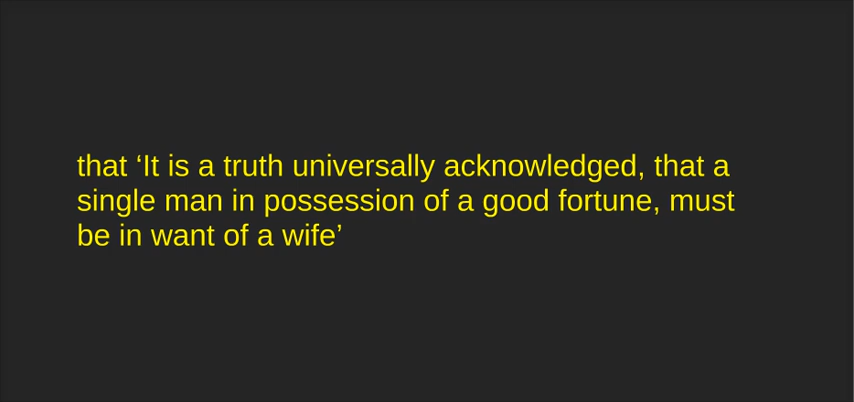 that ‘It is a truth universally acknowledged, that a
single man in possession of a good fortune, must
be in want of a wife’